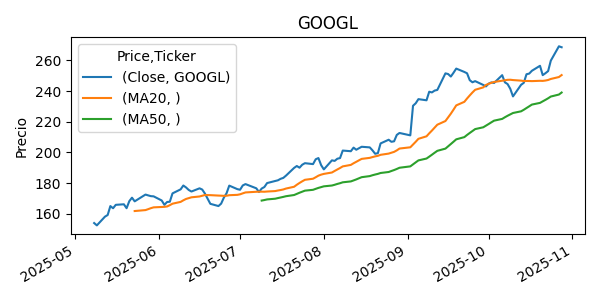 GOOGL
Price,Ticker
(Close, GOOGL)
(MA20, )
(MA50, )
Precio
260
240
220
200
180
160
2025-05
2025-06
2025-07
2025-08
2025-09
2025-10
2025-11